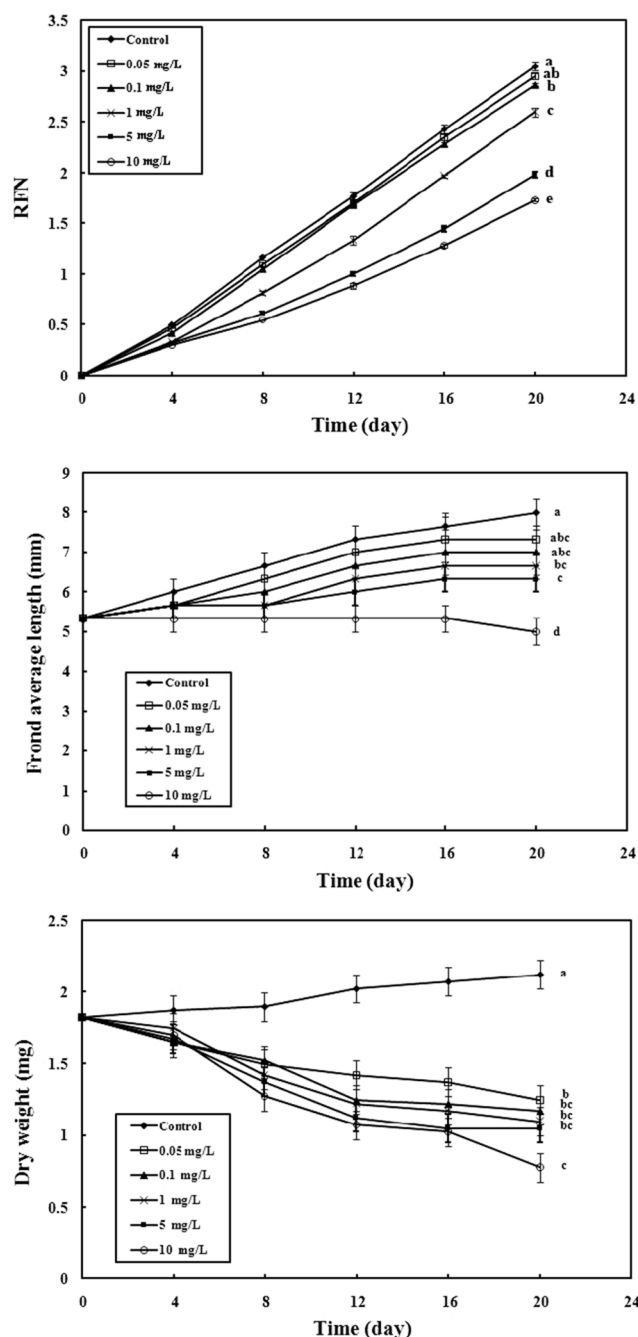 3.5
3
2.5
2
1.5
1
0.5
0
RFN
Control
0.05 mg/L
0.1 mg/L
1 mg/L
5 mg/L
10 mg/L
a
ab
b
c
d
e
0 4 8 12 16 20 24
Time (day)
9
8
7
6
5
4
3
2
1
0
Frond average length (mm)
a
abc
abc
bc
c
d
Control
0.05 mg/L
0.1 mg/L
1 mg/L
5 mg/L
10 mg/L
0 4 8 12 16 20 24
Time (day)
2.5
2
1.5
1
0.5
0
Dry weight (mg)
a
b
bc
bc
bc
c
Control
0.05 mg/L
0.1 mg/L
1 mg/L
5 mg/L
10 mg/L
0 4 8 12 16 20 24
Time (day)